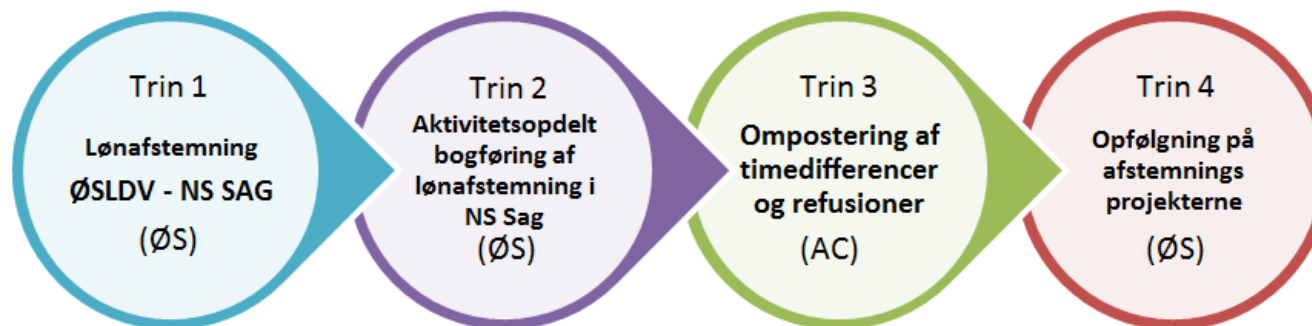 Trin 1
Lønafstemning
ØSLDV - NS SAG
(ØS)
Trin 2
Aktivitetsopdelt
bogføring af
lønafstemning i
NS Sag
(ØS)
Trin 3
Ompostering af
timedifferencer
og refusioner
(AC)
Trin 4
Opfølgning på
afstemnings
projekterne
(ØS)